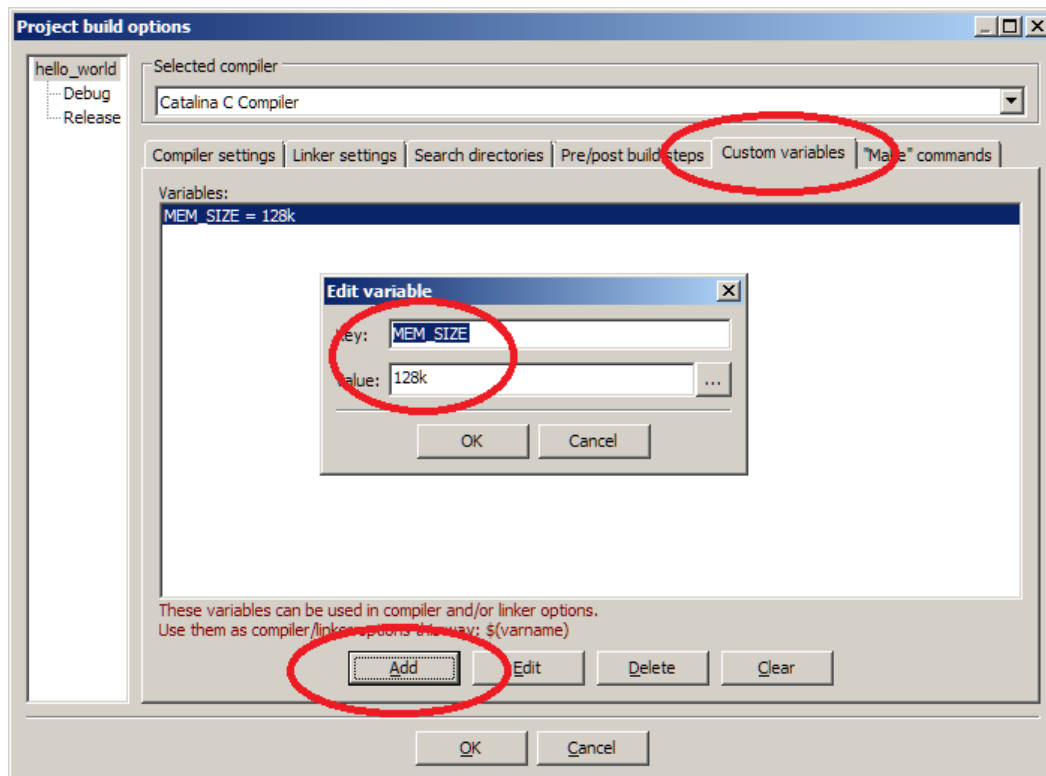 Project build options
hello_world
Debug
Release
Selected compiler
Catalina C Compiler
Compiler settings
Linker settings
Search directories
Pre/post build steps
Custom variables
"Make" commands
Variables:
MEM_SIZE = 128k
Edit variable
Key:
MEM_SIZE
Value:
128k
...
OK
Cancel
These variables can be used in compiler and/or linker options.
Use them as compiler/linker options this way: $(varname)
Add
Edit
Delete
Clear
OK
Cancel